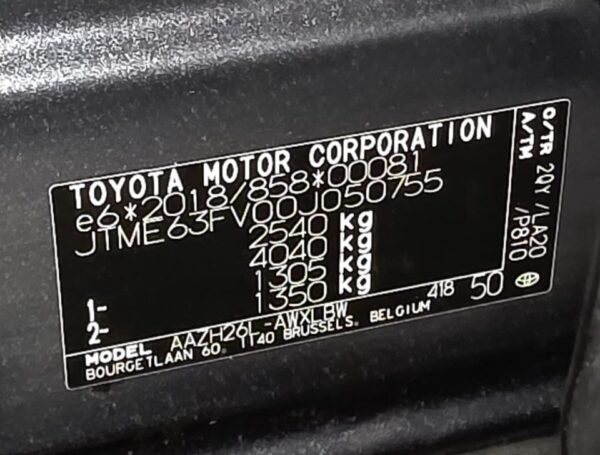 TOYOTA MOTOR CORPORATION
e6*2018/858*00081
JTME63FV00J050755
2540 kg
4040 kg
1- 1305 kg
2- 1350 kg
MODEL AAZH26L-AWXLBW 418 50
BOURGETLAAN 60. 1140 BRUSSELS. BELGIUM
O/TR 2QY/LA20
A/TM /P810